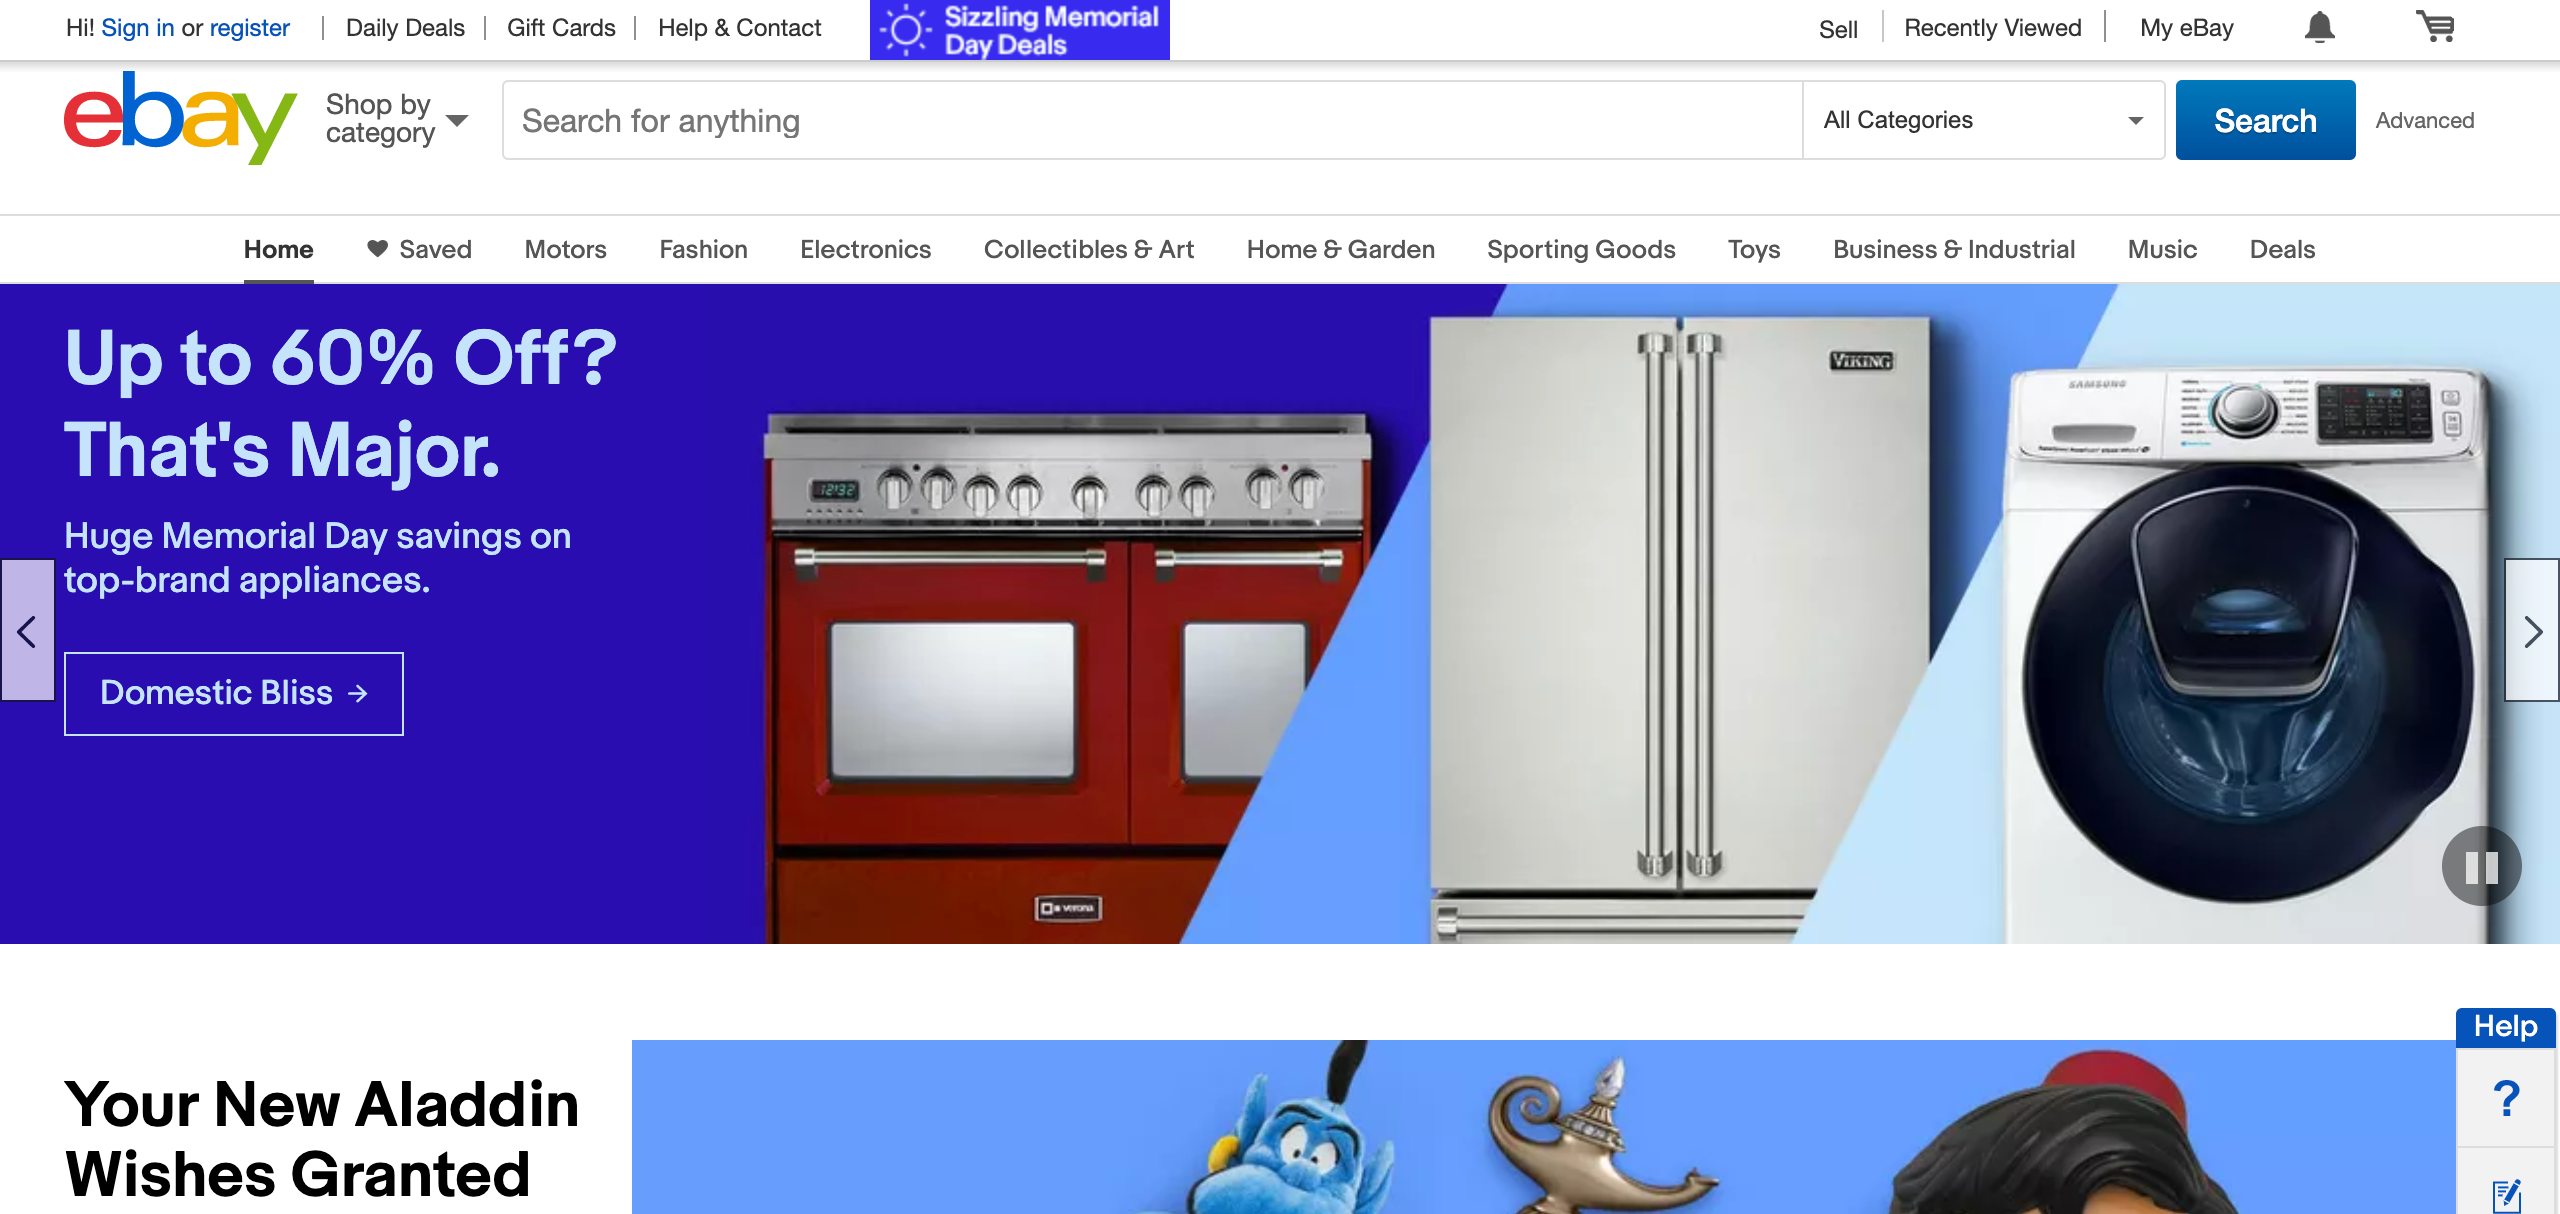 Hi! Sign in or register
Daily Deals
Gift Cards
Help & Contact
Sizzling Memorial
Day Deals
Sell
Recently Viewed
My eBay
ebay
Shop by
category
Search for anything
All Categories
Search
Advanced
Home
Saved
Motors
Fashion
Electronics
Collectibles & Art
Home & Garden
Sporting Goods
Toys
Business & Industrial
Music
Deals
Up to 60% Off?
That's Major.
Huge Memorial Day savings on
top-brand appliances.
Domestic Bliss →
12:32
verona
VIKING
SAMSUNG
Help
?
Your New Aladdin
Wishes Granted